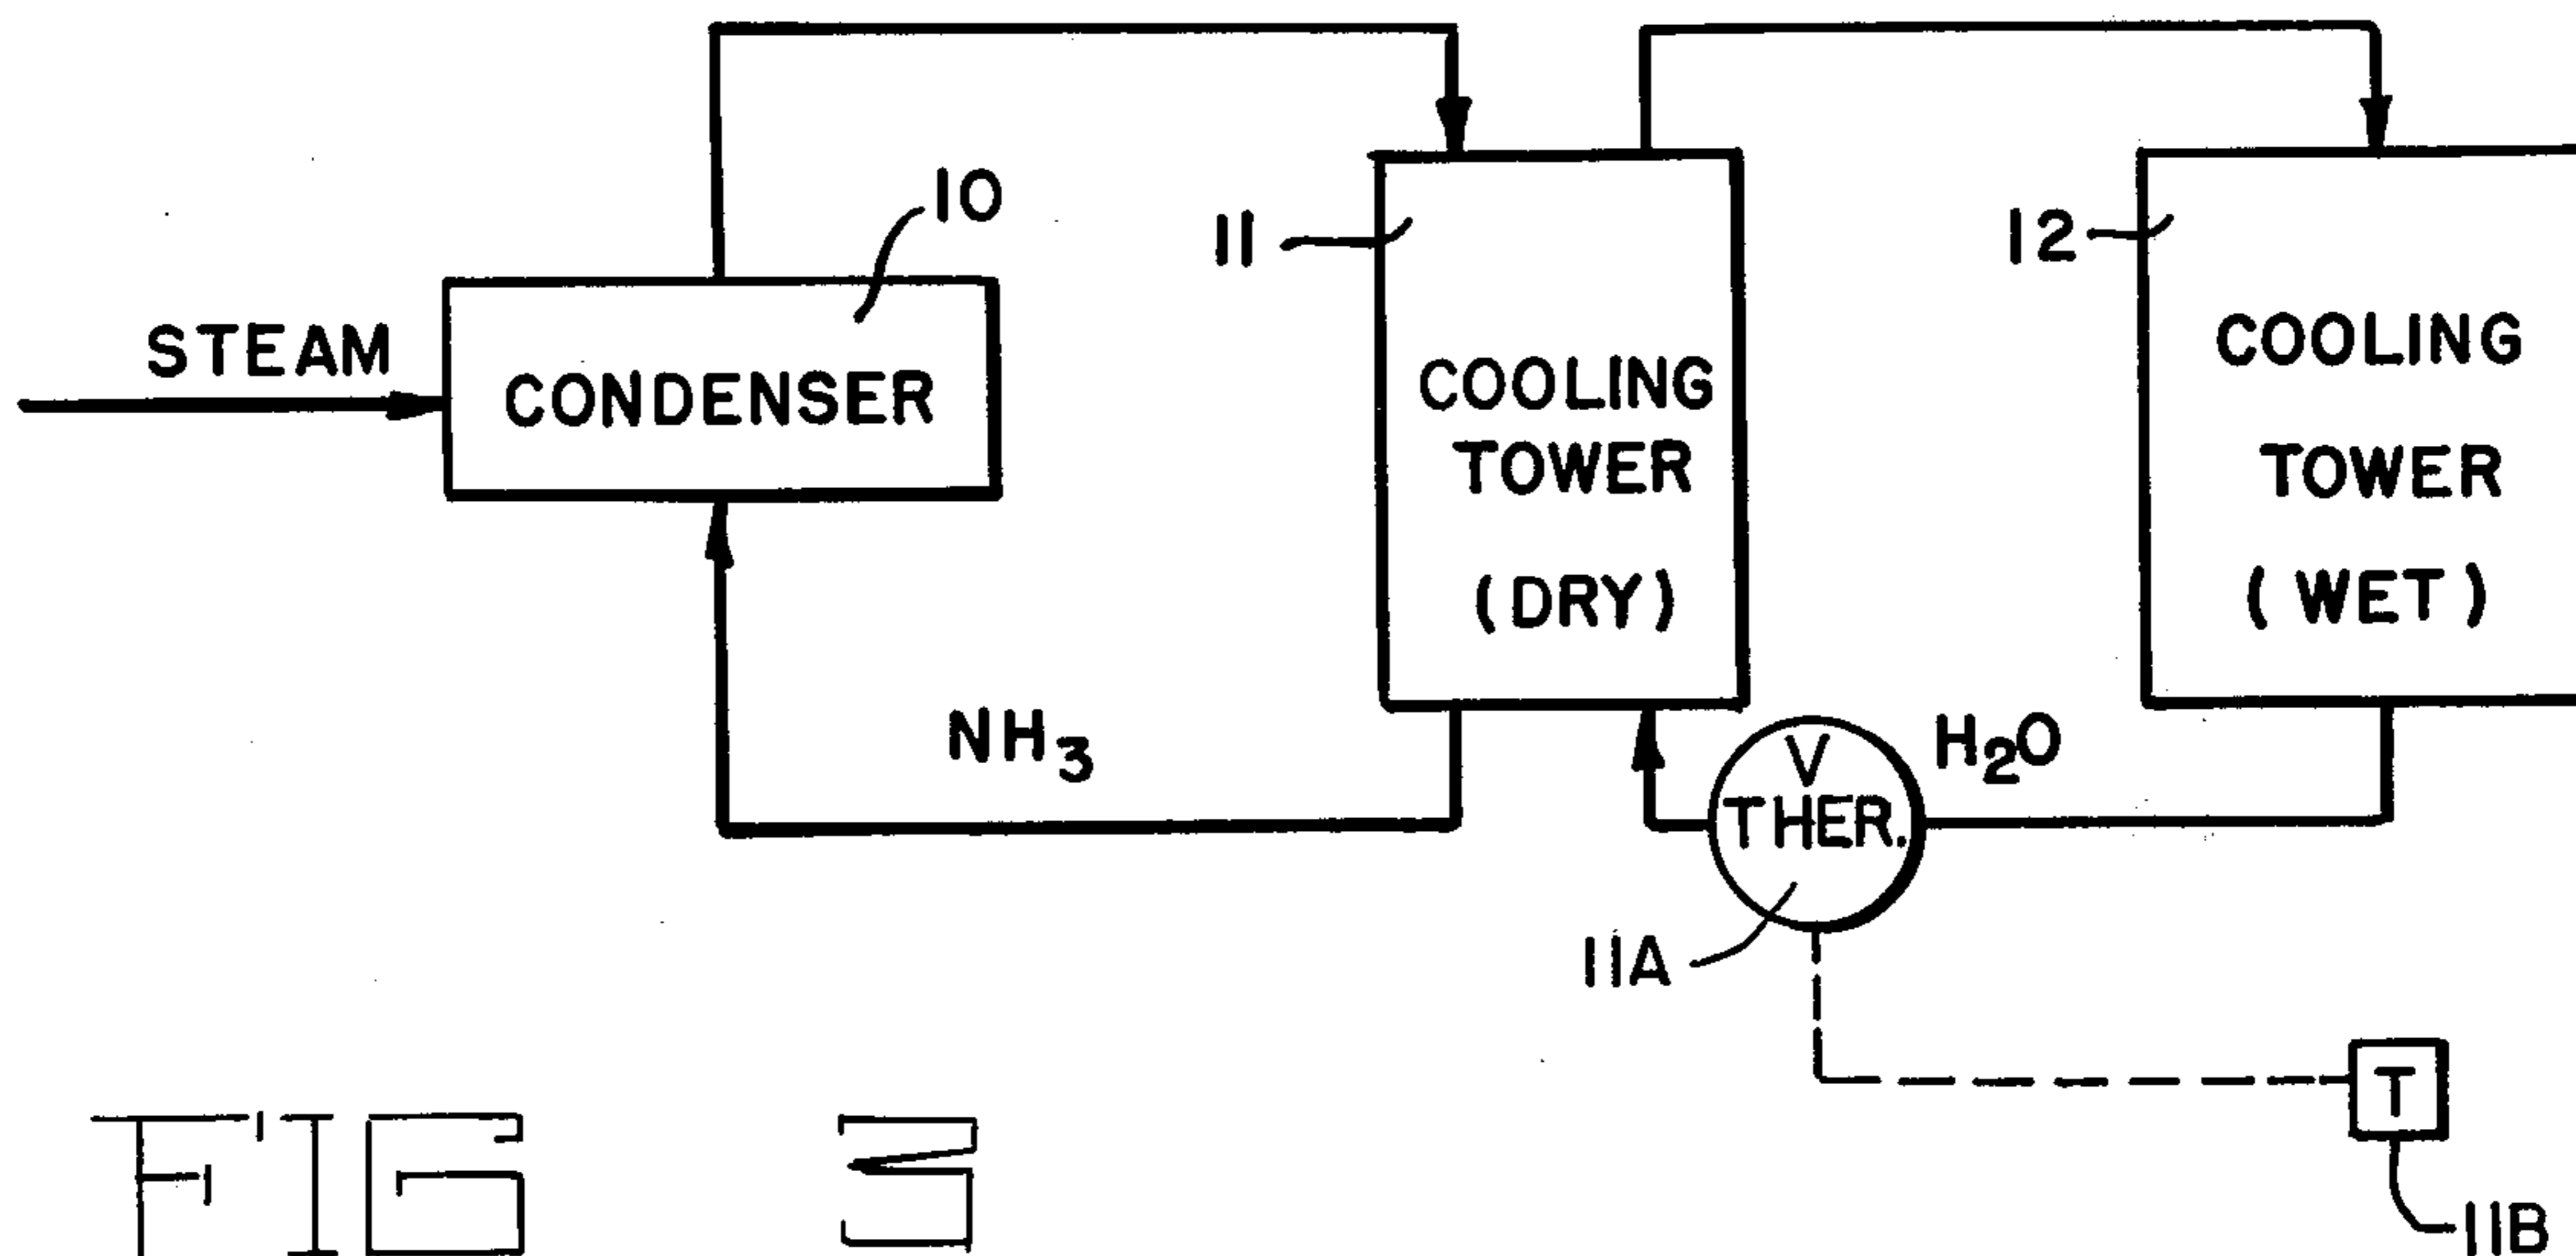 10
STEAM
CONDENSER
11
COOLING
TOWER
(DRY)
12
COOLING
TOWER
(WET)
NH3
V
THER.
H2O
11A
T
11B
FIG 3